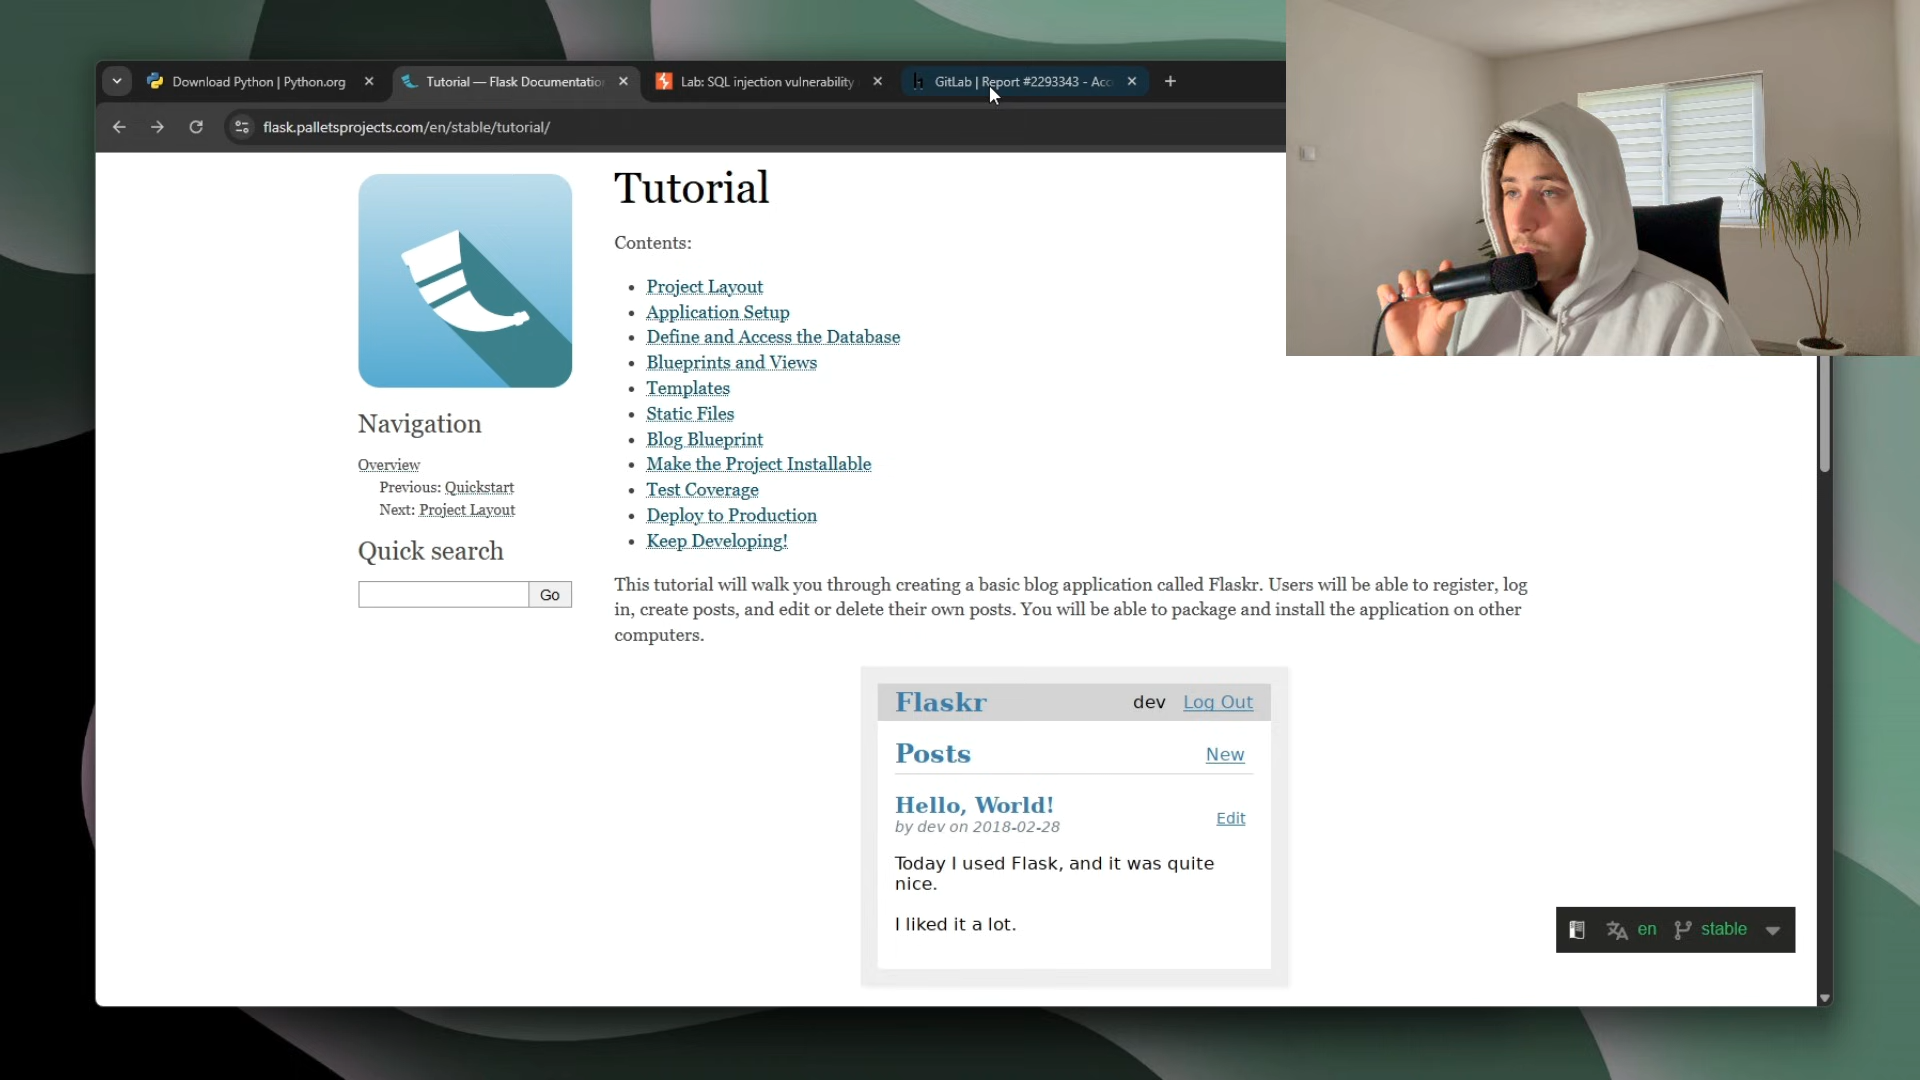 Download Python | Python.org
Tutorial — Flask Documentatio
Lab: SQL injection vulnerability
GitLab | Report #2293343 - Acc
flask.palletsprojects.com/en/stable/tutorial/
Tutorial
Contents:
Project Layout
Application Setup
Define and Access the Database
Blueprints and Views
Templates
Static Files
Blog Blueprint
Make the Project Installable
Test Coverage
Deploy to Production
Keep Developing!
Navigation
Overview
Previous: Quickstart
Next: Project Layout
Quick search
Go
This tutorial will walk you through creating a basic blog application called Flaskr. Users will be able to register, log
in, create posts, and edit or delete their own posts. You will be able to package and install the application on other
computers.
Flaskr
dev Log Out
Posts
New
Hello, World!
by dev on 2018-02-28
Edit
Today I used Flask, and it was quite
nice.
I liked it a lot.
en stable